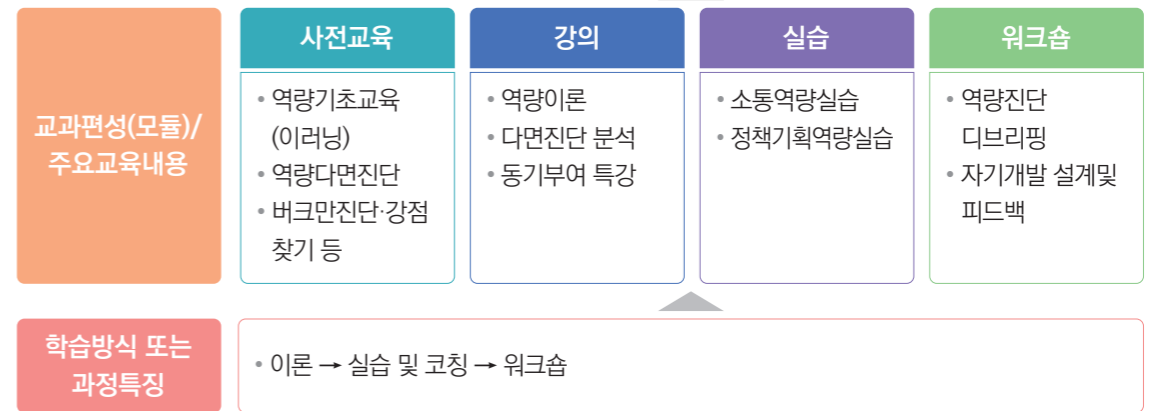 교과편성(모듈)/
주요교육내용
사전교육
• 역량기초교육
(이러닝)
• 역량다면진단
• 버크만진단·강점
찾기 등
강의
• 역량이론
• 다면진단 분석
• 동기부여 특강
실습
• 소통역량실습
• 정책기획역량실습
워크숍
• 역량진단
디브리핑
• 자기개발 설계및
피드백
학습방식 또는
과정특징
• 이론 → 실습 및 코칭 → 워크숍